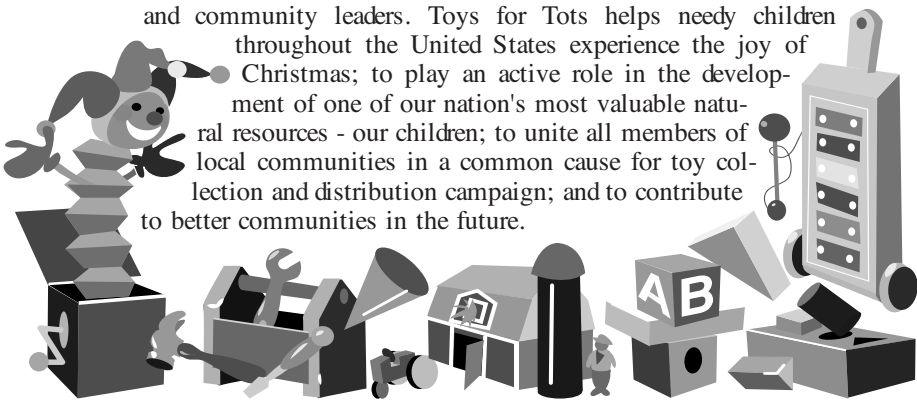 and community leaders. Toys for Tots helps needy children
throughout the United States experience the joy of
Christmas; to play an active role in the develop-
ment of one of our nation's most valuable natu-
ral resources - our children; to unite all members of
local communities in a common cause for toy col-
lection and distribution campaign; and to contribute
to better communities in the future.
A B